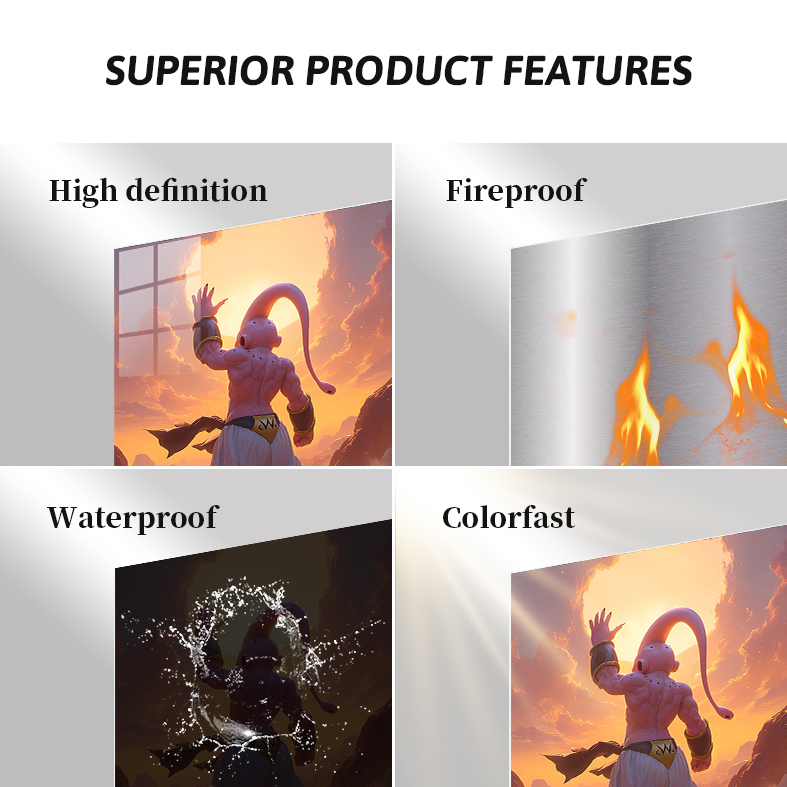 SUPERIOR PRODUCT FEATURES
High definition
Fireproof
Waterproof
Colorfast